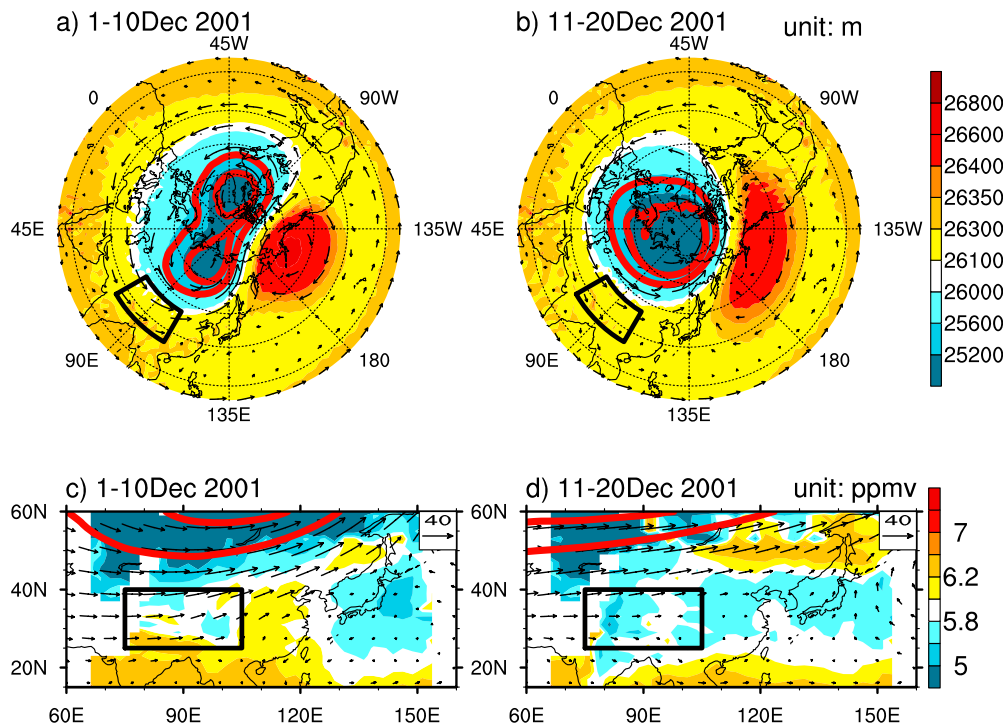 a) 1-10Dec 2001
b) 11-20Dec 2001
unit: m
45W
45W
0
90W
0
90W
45E
135W
45E
135W
90E
180
90E
180
135E
135E
26800
26600
26400
26350
26300
26100
26000
25600
25200
c) 1-10Dec 2001
d) 11-20Dec 2001
unit: ppmv
60N
40N
20N
60E
90E
120E
150E
40
60N
40N
20N
60E
90E
120E
150E
40
7
6.2
5.8
5